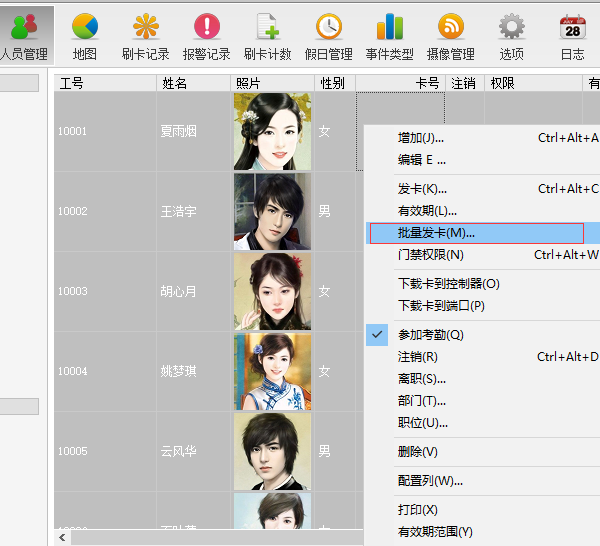 人员管理 地图 刷卡记录 报警记录 刷卡计数 假日管理 事件类型 摄像管理 选项 日志
JULY 28
工号 姓名 照片 性别 卡号 注销 权限 有
10001 夏雨烟 女
增加(J)... Ctrl+Alt+A
编辑 E ...
发卡(K)... Ctrl+Alt+C
10002 王浩宇 男
有效期(L)...
批量发卡(M)...
门禁权限(N) Ctrl+Alt+W
下载卡到控制器(O)
10003 胡心月 女
下载卡到端口(P)
参加考勤(Q)
注销(R) Ctrl+Alt+D
10004 姚梦琪 女
离职(S)...
部门(T)...
职位(U)...
10005 云风华 男
删除(V)
配置列(W)...
打印(X)
有效期范围(Y)